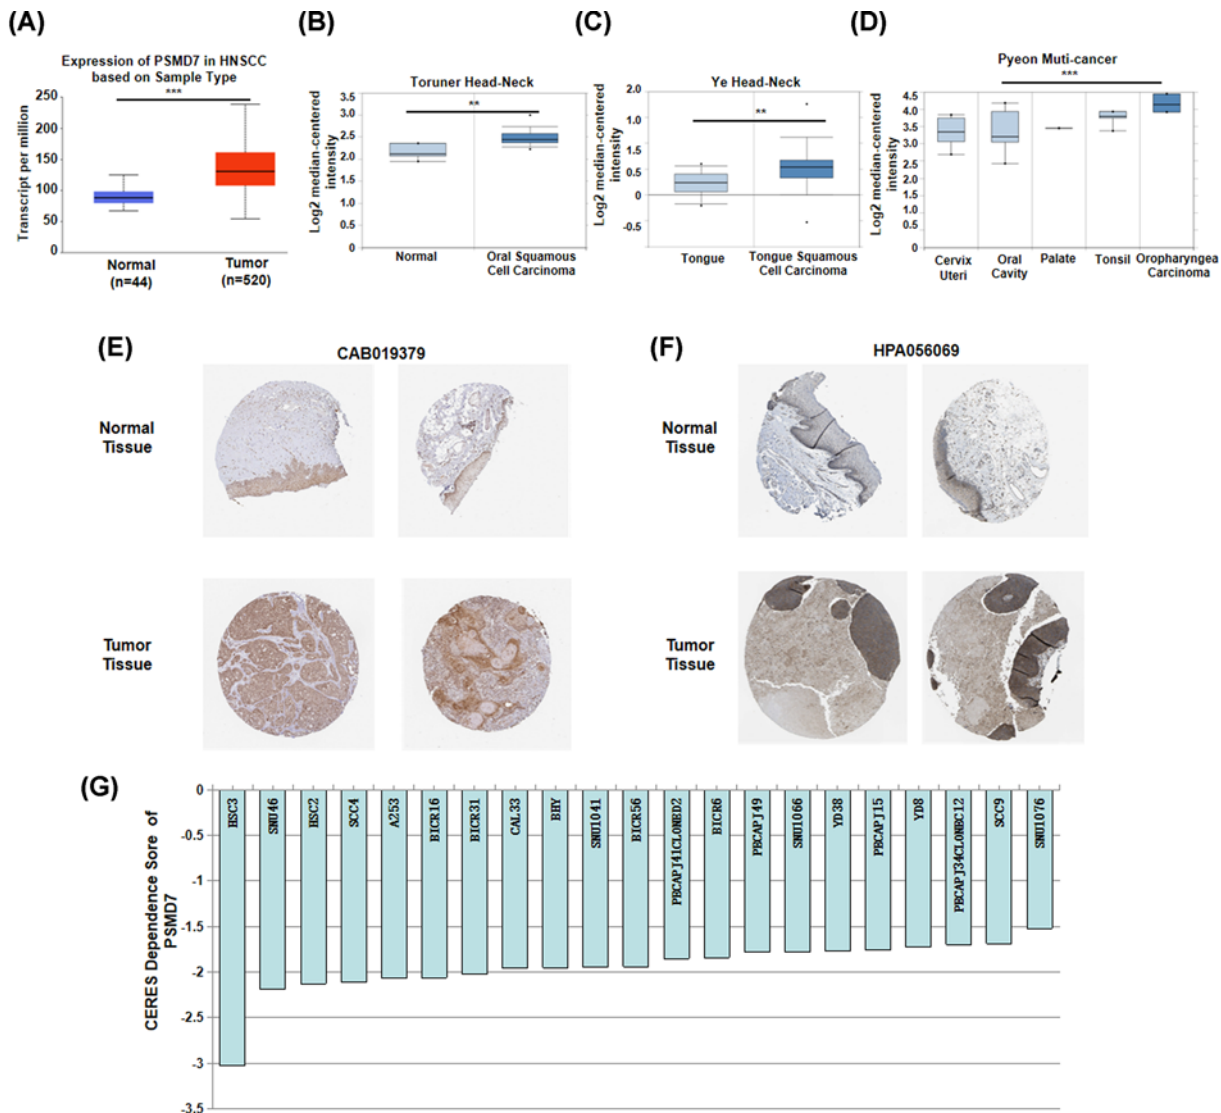 (A)
Expression of PSMD7 in HNSCC
based on Sample Type
***
Transcript per million
250
200
150
100
50
0
Normal
(n=44)
Tumor
(n=520)
(B)
Toruner Head-Neck
**
Log2 median-centered
intensity
3.5
3.0
2.5
2.0
1.5
1.0
0.5
0
Normal
Oral Squamous
Cell Carcinoma
(C)
Ye Head-Neck
**
Log2 median-centered
intensity
2.0
1.0
0.5
0
-0.5
Tongue
Tongue Squamous
Cell Carcinoma
(D)
Pyeon Muti-cancer
***
Log2 median-centered
intensity
4.5
4.0
3.5
3.0
2.5
4.0
1.5
1.0
0.5
0
Cervix
Uteri
Oral
Cavity
Palate
Tonsil
Oropharyngea
Carcinoma
(E)
CAB019379
Normal
Tissue
Tumor
Tissue
(F)
HPA056069
Normal
Tissue
Tumor
Tissue
(G)
CERES Dependence Sore of
PSMD7
0
-0.5
-1
-1.5
-2
-2.5
-3
-3.5
HSC3
SNU46
HSC2
SCC4
A253
BICR16
BICR31
CAL33
BHY
SNU1041
BICR56
PECAPJ41CLONED2
BICR6
PECAPJ49
SNU1066
YD38
PECAPJ15
YD8
PECAPJ34CLONEC12
SCC9
SNU1076